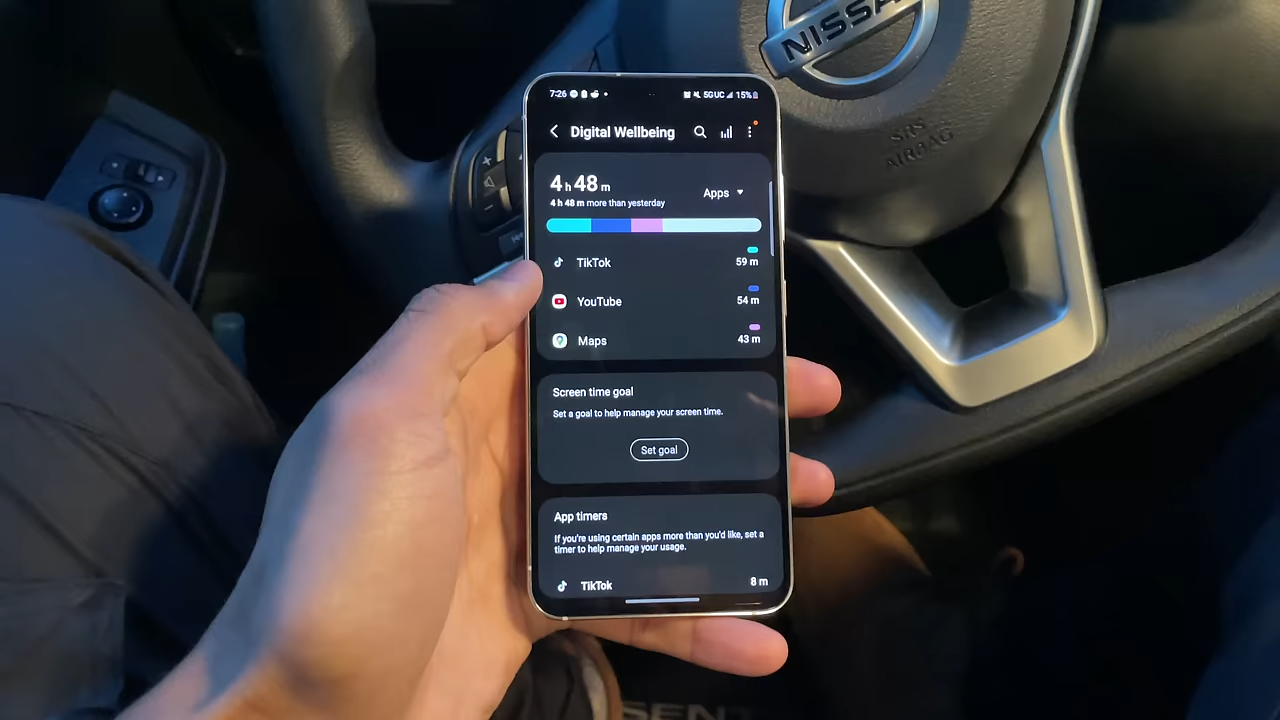 NISSAN
SRS
AIRBAG
7:26
5GUC 15%
Digital Wellbeing
4 h 48 m
Apps
4 h 48 m more than yesterday
TikTok
59 m
YouTube
54 m
Maps
43 m
Screen time goal
Set a goal to help manage your screen time.
Set goal
App timers
If you're using certain apps more than you'd like, set a
timer to help manage your usage.
TikTok
8 m
SENT